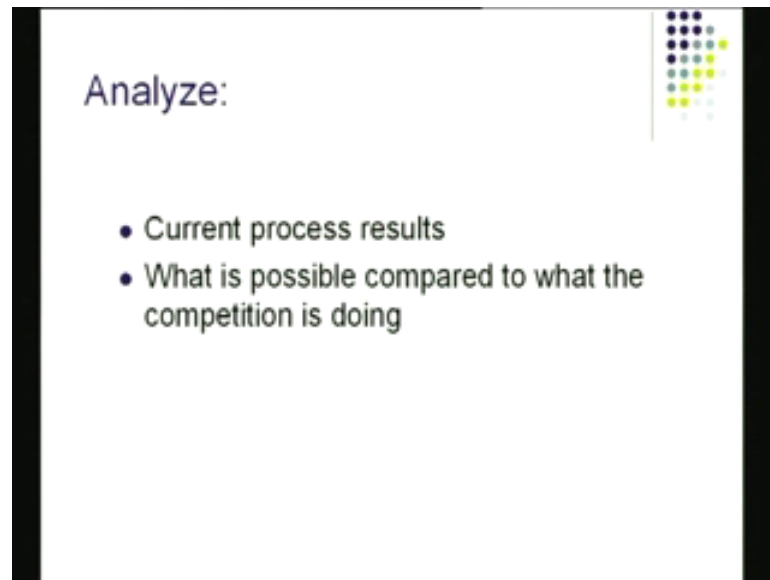 Analyze:
• Current process results
• What is possible compared to what the
competition is doing